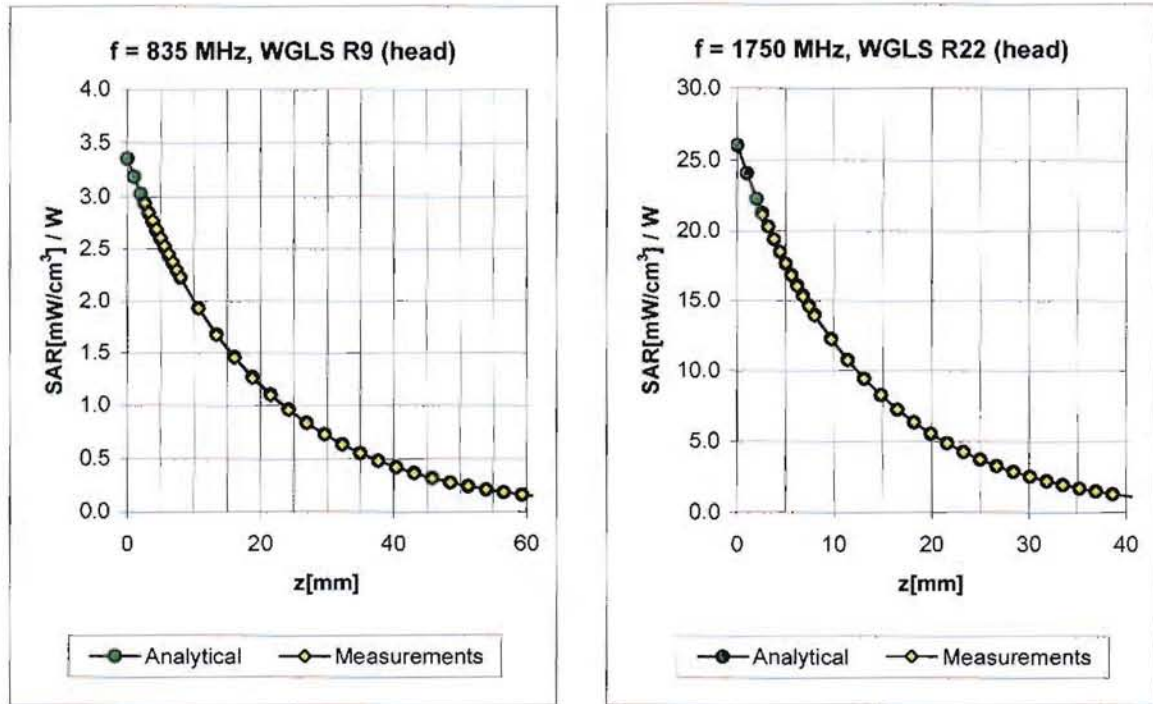 f = 835 MHz, WGLS R9 (head)
4.0
3.5
3.0
2.5
2.0
1.5
1.0
0.5
0.0
SAR[mW/cm³] / W
0 20 40 60
z[mm]
Analytical Measurements
f = 1750 MHz, WGLS R22 (head)
30.0
25.0
20.0
15.0
10.0
5.0
0.0
SAR[mW/cm³] / W
0 10 20 30 40
z[mm]
Analytical Measurements